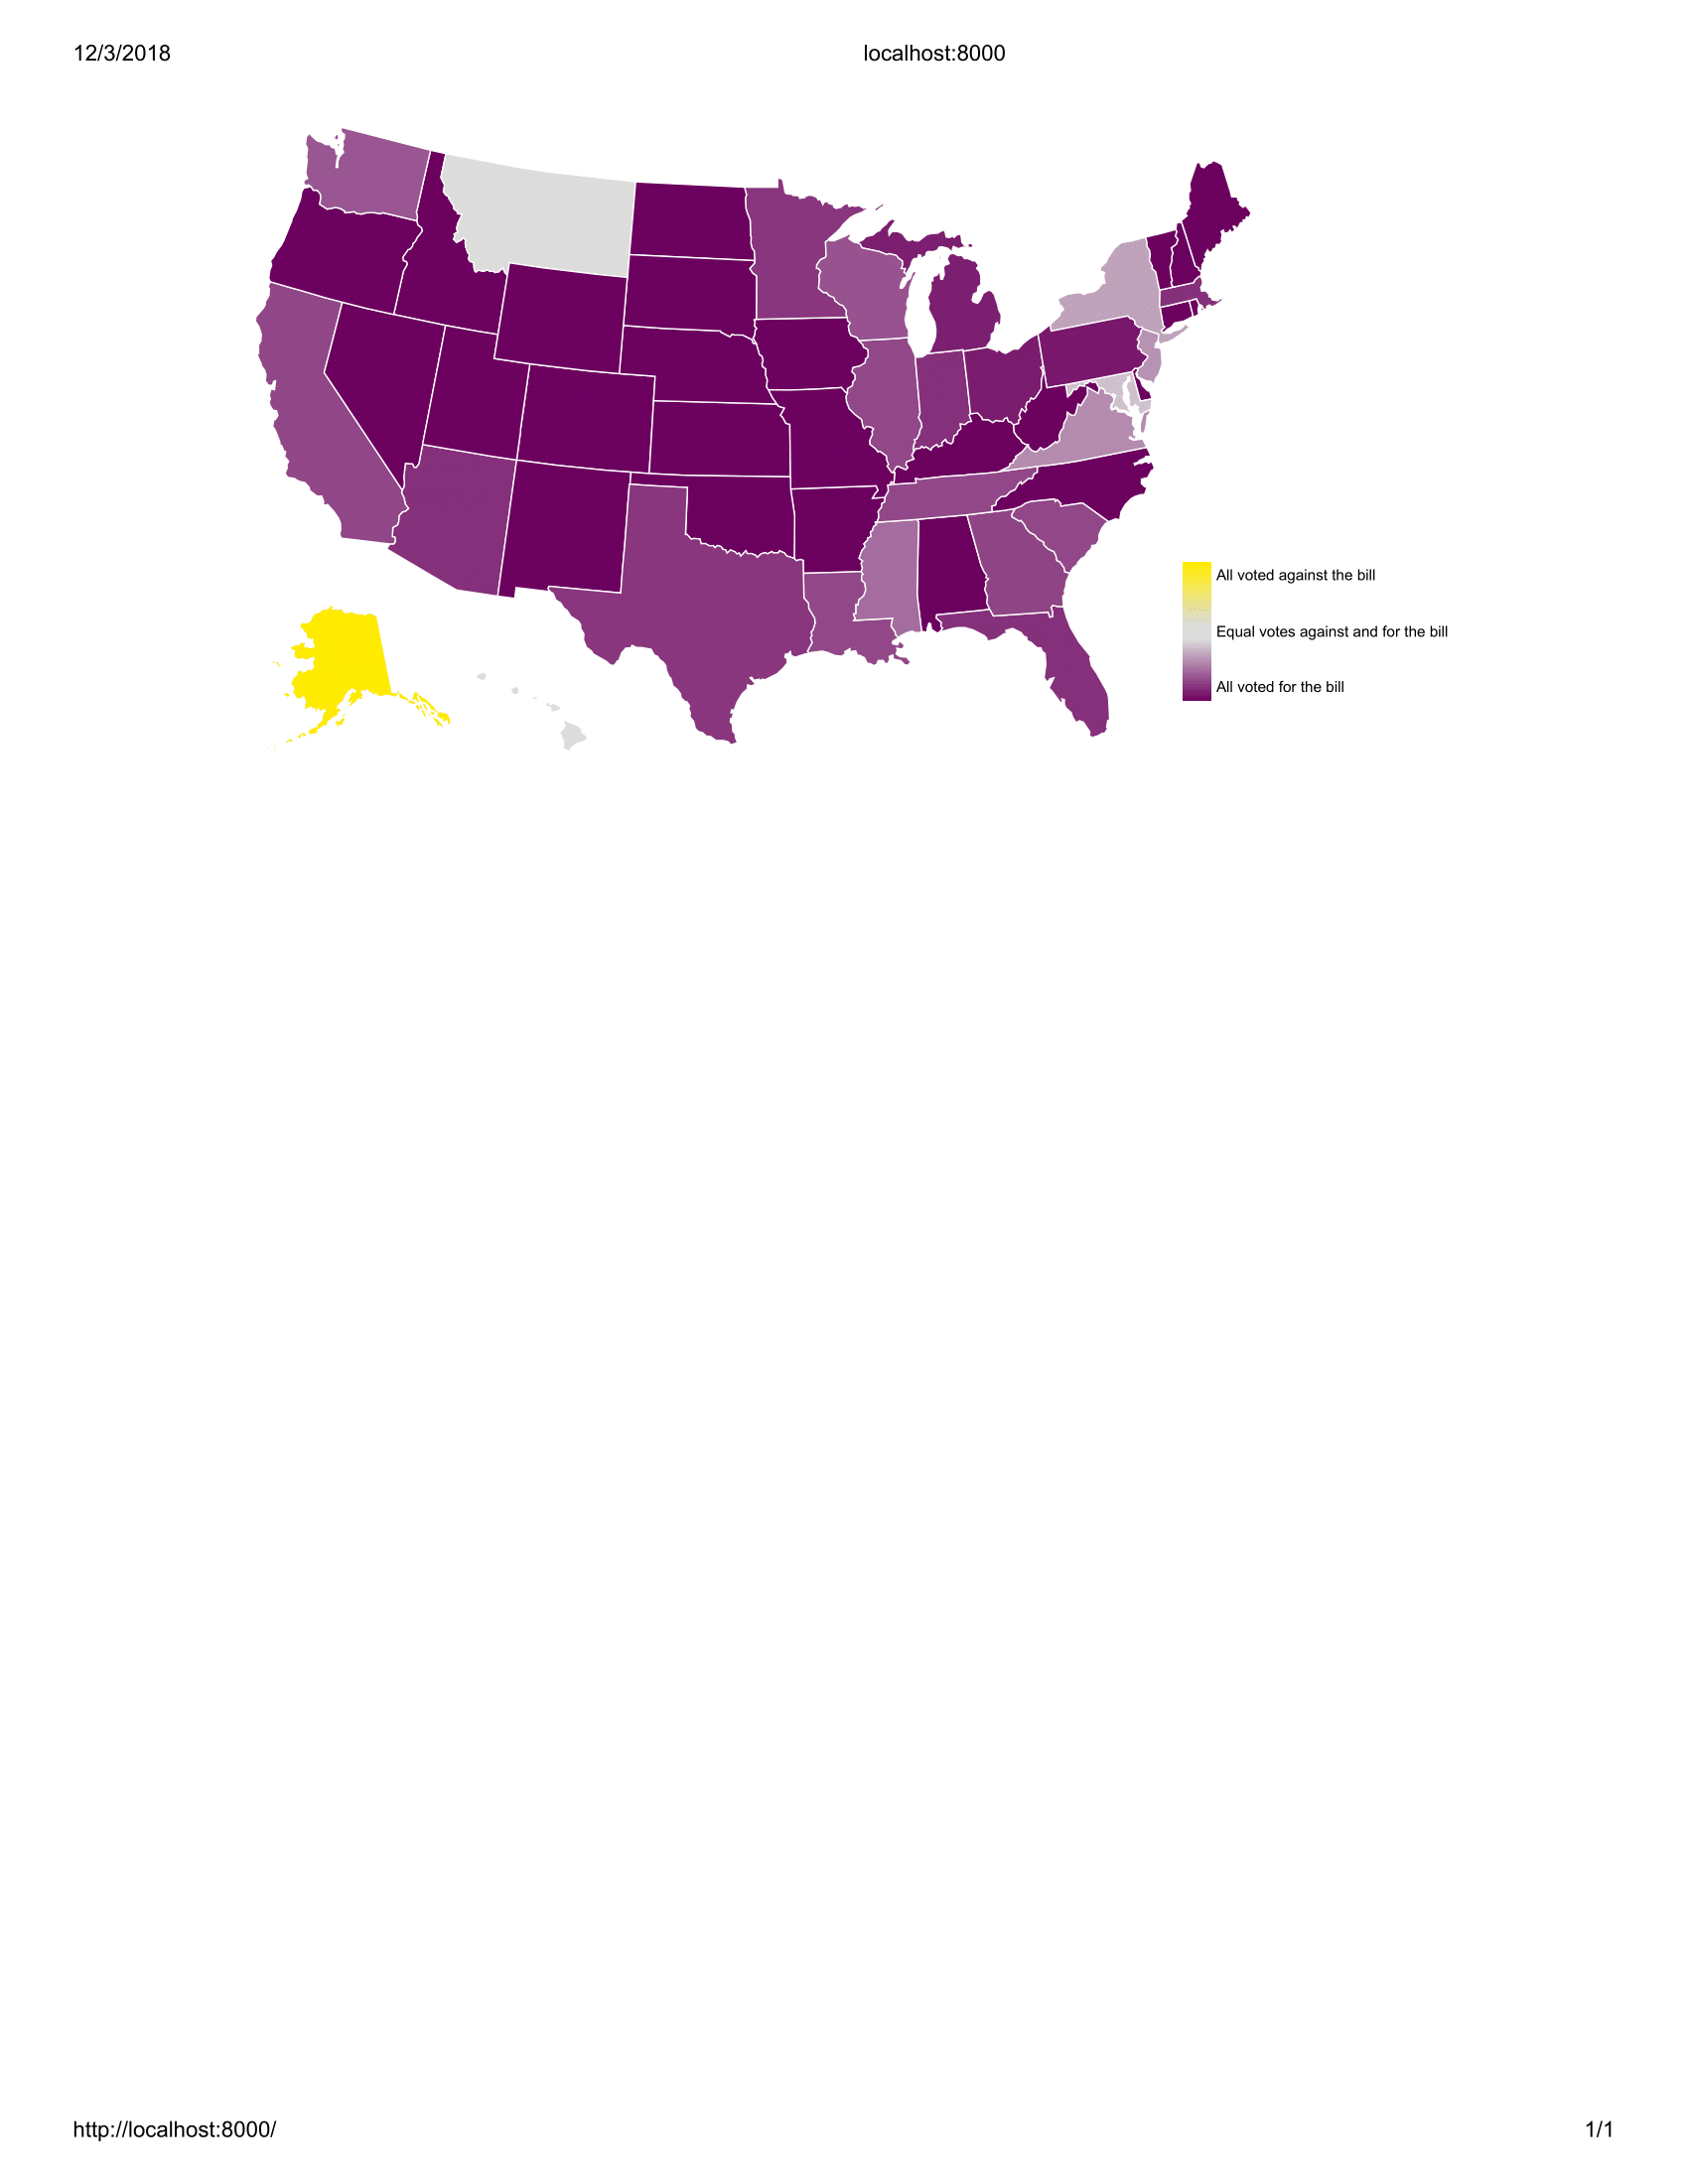 12/3/2018
localhost:8000
All voted against the bill
Equal votes against and for the bill
All voted for the bill
http://localhost:8000/
1/1